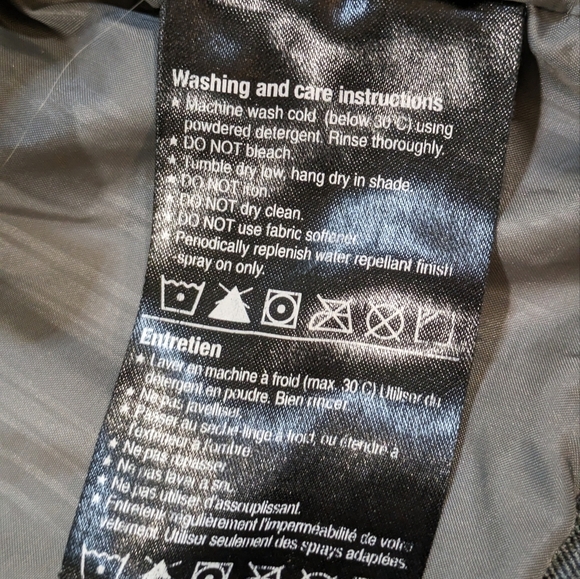 Washing and care instructions
★ Machine wash cold (below 30°C) using
powdered detergent. Rinse thoroughly.
★ DO NOT bleach.
★ Tumble dry low, hang dry in shade.
★ DO NOT iron.
★ DO NOT dry clean.
★ DO NOT use fabric softener.
★ Periodically replenish water repellant finish
-spray on only.
Entretien
★ Laver en machine à froid (max. 30°C) Utiliser du
détergent en poudre. Bien rincer.
★ Ne pas javelliser.
★ Passer au sèche linge à froid, ou étendre à
l'extérieur à l'ombre.
★ Ne pas repasser.
★ Ne pas laver à sec.
★ Ne pas utiliser d'assouplissant.
★ Entretenir régulièrement l'imperméabilité de votre
vêtement. Utilisor seulement des sprays adaptées.